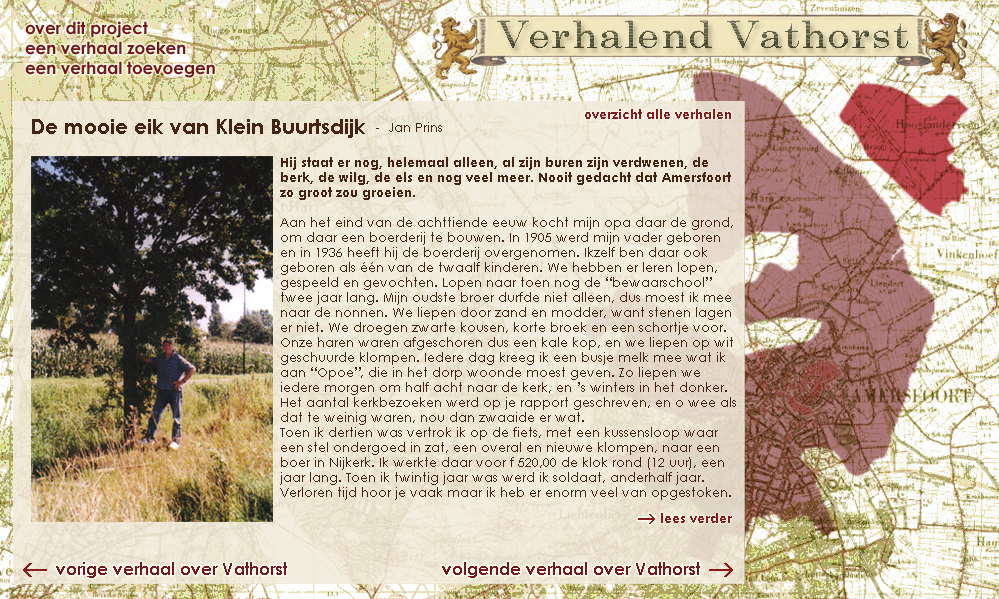 over dit project
een verhaal zoeken
een verhaal toevoegen
Verhalend Vathorst
overzicht alle verhalen
De mooie eik van Klein Buurtsdijk - Jan Prins
Hij staat er nog, helemaal alleen, al zijn buren zijn verdwenen, de
berk, de wilg, de els en nog veel meer. Nooit gedacht dat Amersfoort
zo groot zou groeien.
Aan het eind van de achttiende eeuw kocht mijn opa daar de grond,
om daar een boerderij te bouwen. In 1905 werd mijn vader geboren
en in 1936 heeft hij de boerderij overgenomen. Ikzelf ben daar ook
geboren als één van de twaalf kinderen. We hebben er leren lopen,
gespeeld en gevochten. Lopen naar toen nog de “bewaarschool”
twee jaar lang. Mijn oudste broer durfde niet alleen, dus moest ik mee
naar de nonnen. We liepen door zand en modder, want stenen lagen
er niet. We droegen zwarte kousen, korte broek en een schortje voor.
Onze haren waren afgeschoren dus een kale kop, en we liepen op wit
geschuurde klompen. Iedere dag kreeg ik een busje melk mee wat ik
aan “Opoe”, die in het dorp woonde moest geven. Zo liepen we
iedere morgen om half acht naar de kerk, en 's winters in het donker.
Het aantal kerkbezoeken werd op je rapport geschreven, en o wee als
dat te weinig waren, nou dan zwaaide er wat.
Toen ik dertien was vertrok ik op de fiets, met een kussensloop waar
een stel ondergoed in zat, een overal en nieuwe klompen, naar een
boer in Nijkerk. Ik werkte daar voor f 520,00 de klok rond (12 uur), een
jaar lang. Toen ik twintig jaar was werd ik soldaat, anderhalf jaar.
Verloren tijd hoor je vaak maar ik heb er enorm veel van opgestoken.
→ lees verder
← vorige verhaal over Vathorst
volgende verhaal over Vathorst →
Zevenhuizen
Hooglanderveen
Vinkenhoef
AMERSFOORT